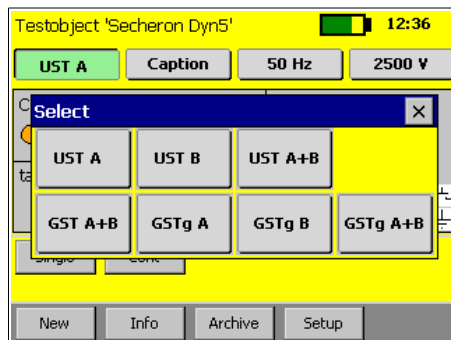 Testobject 'Secheron Dyn5' 12:36
UST A Caption 50 Hz 2500 V
Select
UST A UST B UST A+B
GST A+B GSTg A GSTg B GSTg A+B
New Info Archive Setup